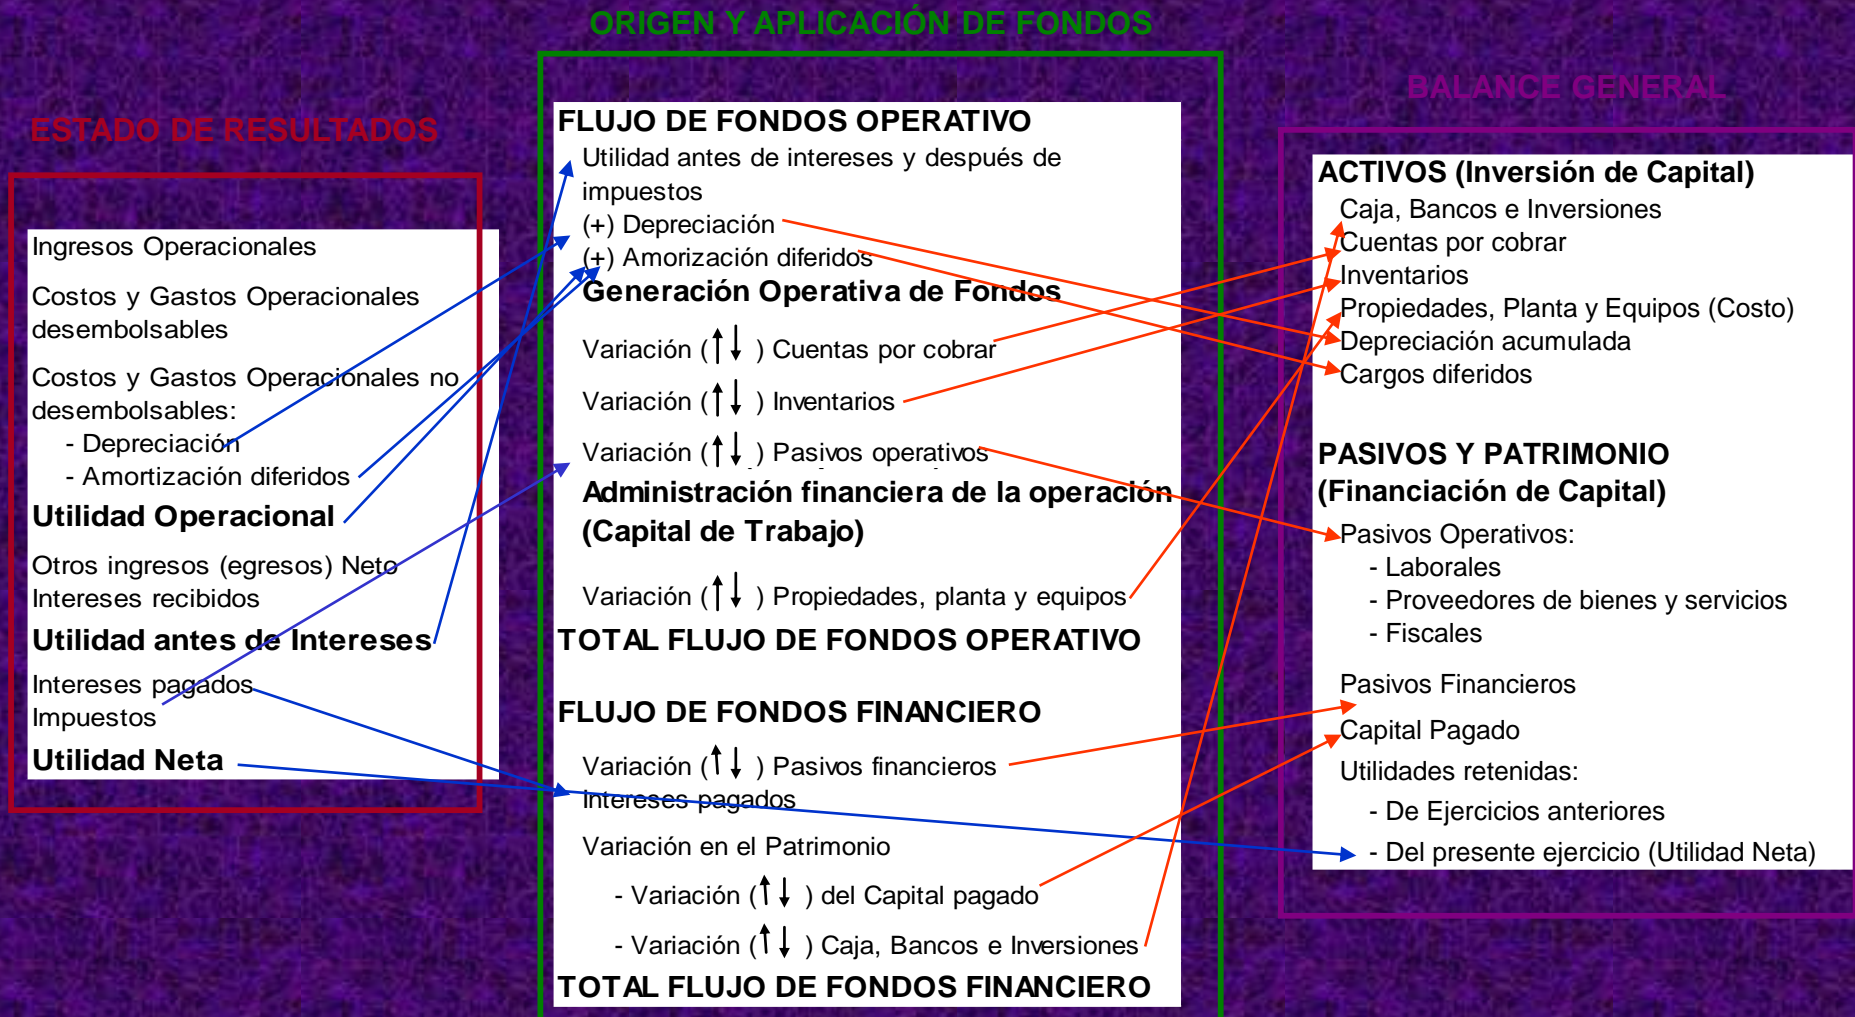 ORIGEN Y APLICACIÓN DE FONDOS
ESTADO DE RESULTADOS
Ingresos Operacionales
Costos y Gastos Operacionales
desembolsables
Costos y Gastos Operacionales no
desembolsables:
- Depreciación
- Amortización diferidos
Utilidad Operacional
Otros ingresos (egresos) Neto
Intereses recibidos
Utilidad antes de Intereses
Intereses pagados
Impuestos
Utilidad Neta
FLUJO DE FONDOS OPERATIVO
Utilidad antes de intereses y después de
impuestos
(+) Depreciación
(+) Amorización diferidos
Generación Operativa de Fondos
Variación (↑↓ ) Cuentas por cobrar
Variación (↑↓ ) Inventarios
Variación (↑↓ ) Pasivos operativos
Administración financiera de la operación
(Capital de Trabajo)
Variación (↑↓ ) Propiedades, planta y equipos
TOTAL FLUJO DE FONDOS OPERATIVO
FLUJO DE FONDOS FINANCIERO
Variación (↑↓ ) Pasivos financieros
Intereses pagados
Variación en el Patrimonio
- Variación (↑↓ ) del Capital pagado
- Variación (↑↓ ) Caja, Bancos e Inversiones
TOTAL FLUJO DE FONDOS FINANCIERO
BALANCE GENERAL
ACTIVOS (Inversión de Capital)
Caja, Bancos e Inversiones
Cuentas por cobrar
Inventarios
Propiedades, Planta y Equipos (Costo)
Depreciación acumulada
Cargos diferidos
PASIVOS Y PATRIMONIO
(Financiación de Capital)
Pasivos Operativos:
- Laborales
- Proveedores de bienes y servicios
- Fiscales
Pasivos Financieros
Capital Pagado
Utilidades retenidas:
- De Ejercicios anteriores
- Del presente ejercicio (Utilidad Neta)